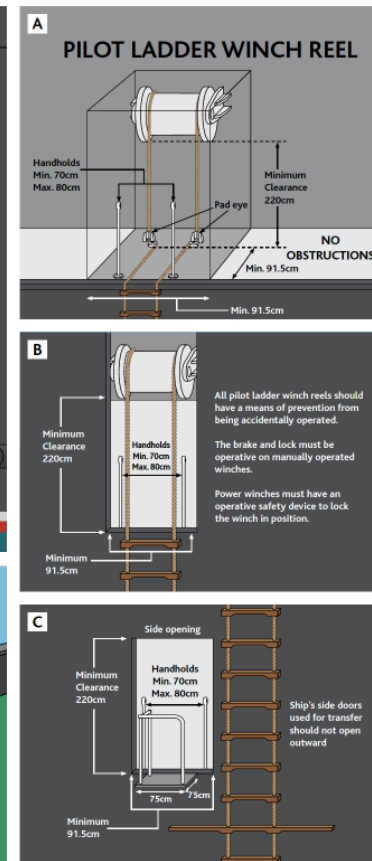 A
PILOT LADDER WINCH REEL
Handholds
Min. 70cm
Max. 80cm
Minimum
Clearance
220cm
Pad eye
NO
OBSTRUCTIONS
Min. 91.5cm
Min. 91.5cm
B
All pilot ladder winch reels should
have a means of prevention from
being accidentally operated.
The brake and lock must be
operative on manually operated
winches.
Power winches must have an
operative safety device to lock
the winch in position.
Minimum
Clearance
220cm
Handholds
Min. 70cm
Max. 80cm
Minimum
91.5cm
C
Side opening
Handholds
Min. 70cm
Max. 80cm
Minimum
Clearance
220cm
Ship's side doors
used for transfer
should not open
outward
75cm
75cm
Minimum
91.5cm